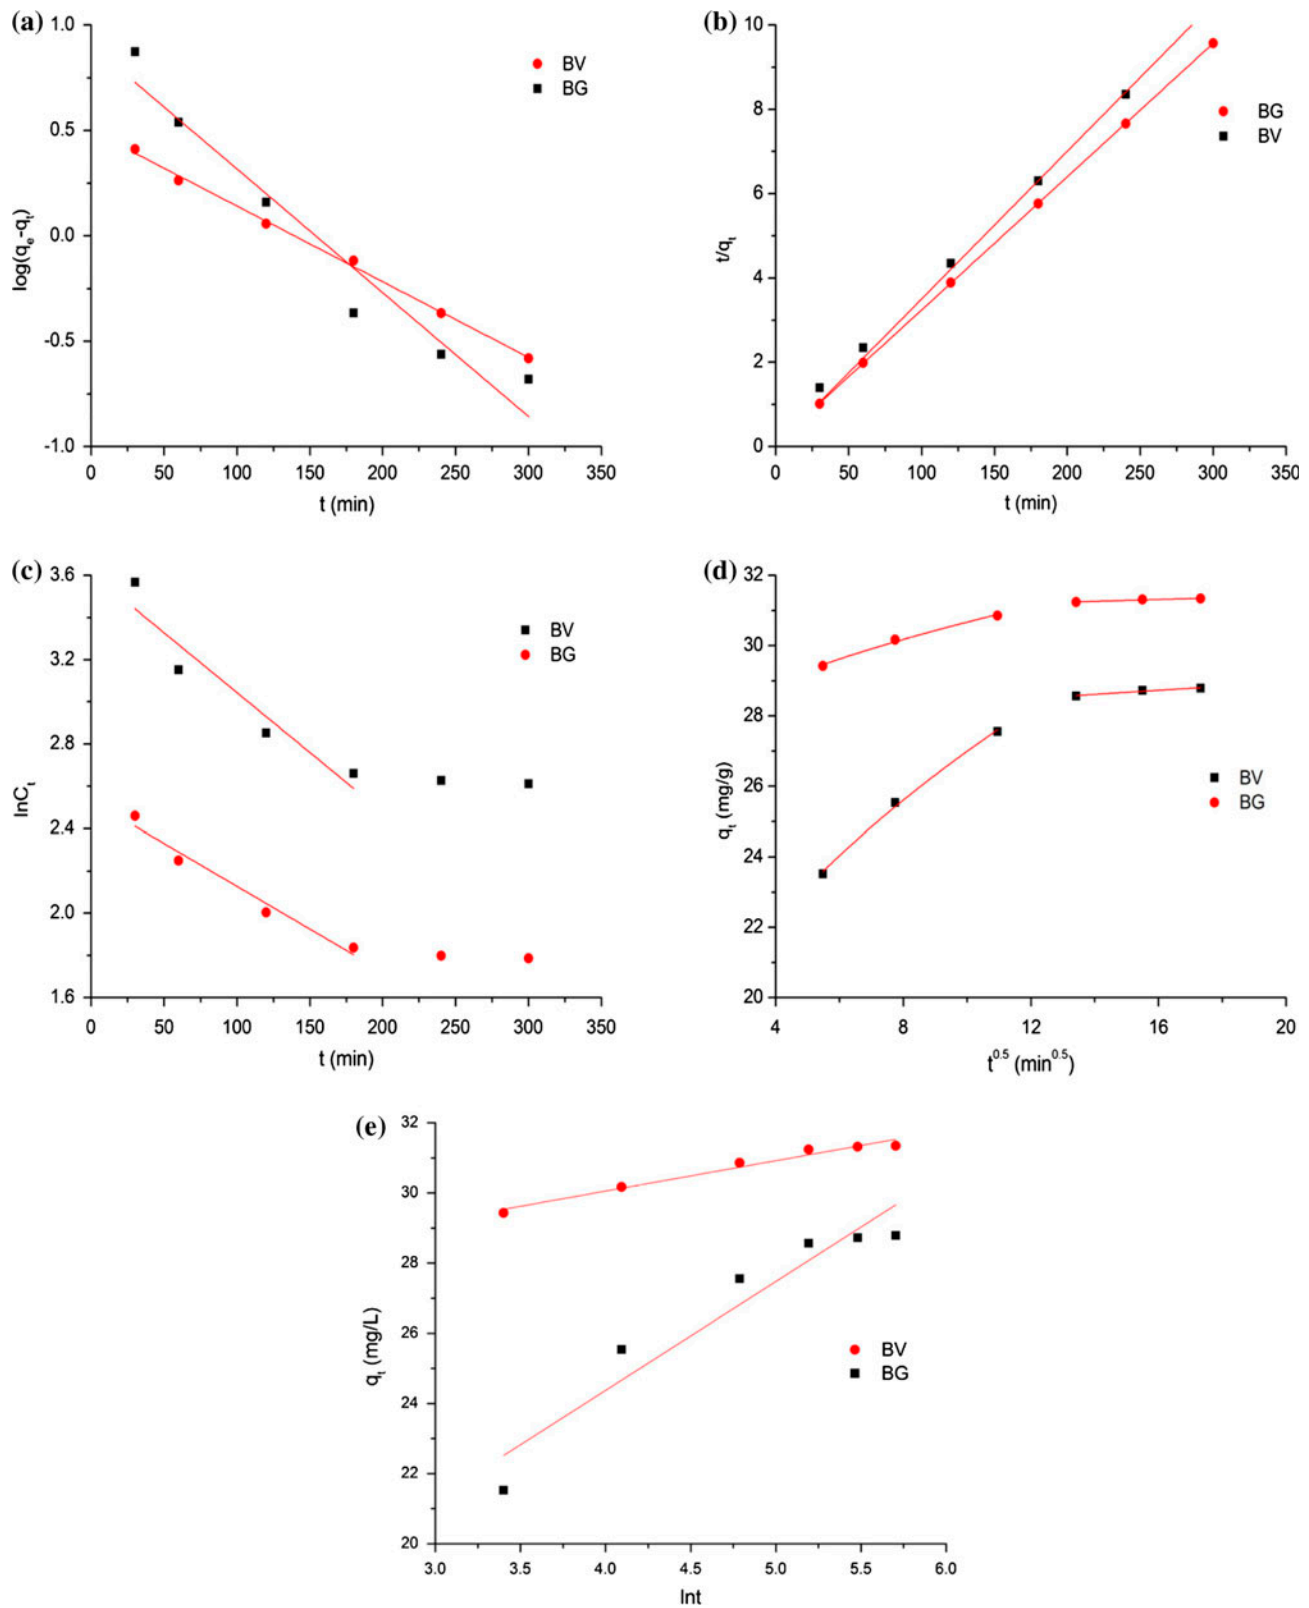 (a)
1.0
0.5
0.0
-0.5
-1.0
log(qₑ-qₜ)
BV
BG
0 50 100 150 200 250 300 350
t (min)
(b)
10
8
6
4
2
0
t/qₜ
BG
BV
0 50 100 150 200 250 300 350
t (min)
(c)
3.6
3.2
2.8
2.4
2.0
1.6
lnCₜ
BV
BG
0 50 100 150 200 250 300 350
t (min)
(d)
32
30
28
26
24
22
20
qₜ (mg/g)
BV
BG
4 8 12 16 20
t⁰·⁵ (min⁰·⁵)
(e)
32
30
28
26
24
22
20
qₜ (mg/L)
BV
BG
3.0 3.5 4.0 4.5 5.0 5.5 6.0
lnt